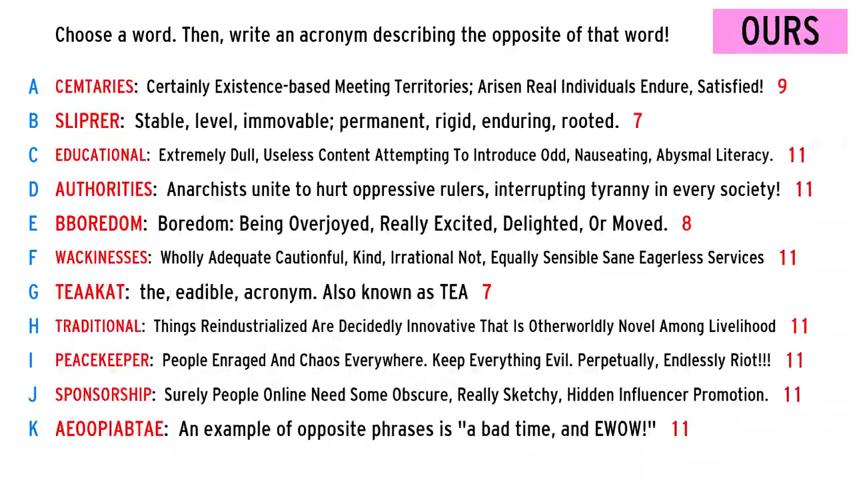 Choose a word. Then, write an acronym describing the opposite of that word!
OURS
A CEMTARIES: Certainly Existence-based Meeting Territories; Arisen Real Individuals Endure, Satisfied! 9
B SLIPRER: Stable, level, immovable; permanent, rigid, enduring, rooted. 7
C EDUCATIONAL: Extremely Dull, Useless Content Attempting To Introduce Odd, Nauseating, Abysmal Literacy. 11
D AUTHORITIES: Anarchists unite to hurt oppressive rulers, interrupting tyranny in every society! 11
E BBOREDOM: Boredom: Being Overjoyed, Really Excited, Delighted, Or Moved. 8
F WACKINESSES: Wholly Adequate Cautionful, Kind, Irrational Not, Equally Sensible Sane Eagerless Services 11
G TEAAKAT: the, eadible, acronym. Also known as TEA 7
H TRADITIONAL: Things Reindustrialized Are Decidedly Innovative That Is Otherworldly Novel Among Livelihood 11
I PEACEKEEPER: People Enraged And Chaos Everywhere. Keep Everything Evil. Perpetually, Endlessly Riot!!! 11
J SPONSORSHIP: Surely People Online Need Some Obscure, Really Sketchy, Hidden Influencer Promotion. 11
K AEOOPIABTAE: An example of opposite phrases is "a bad time, and EWOW!" 11